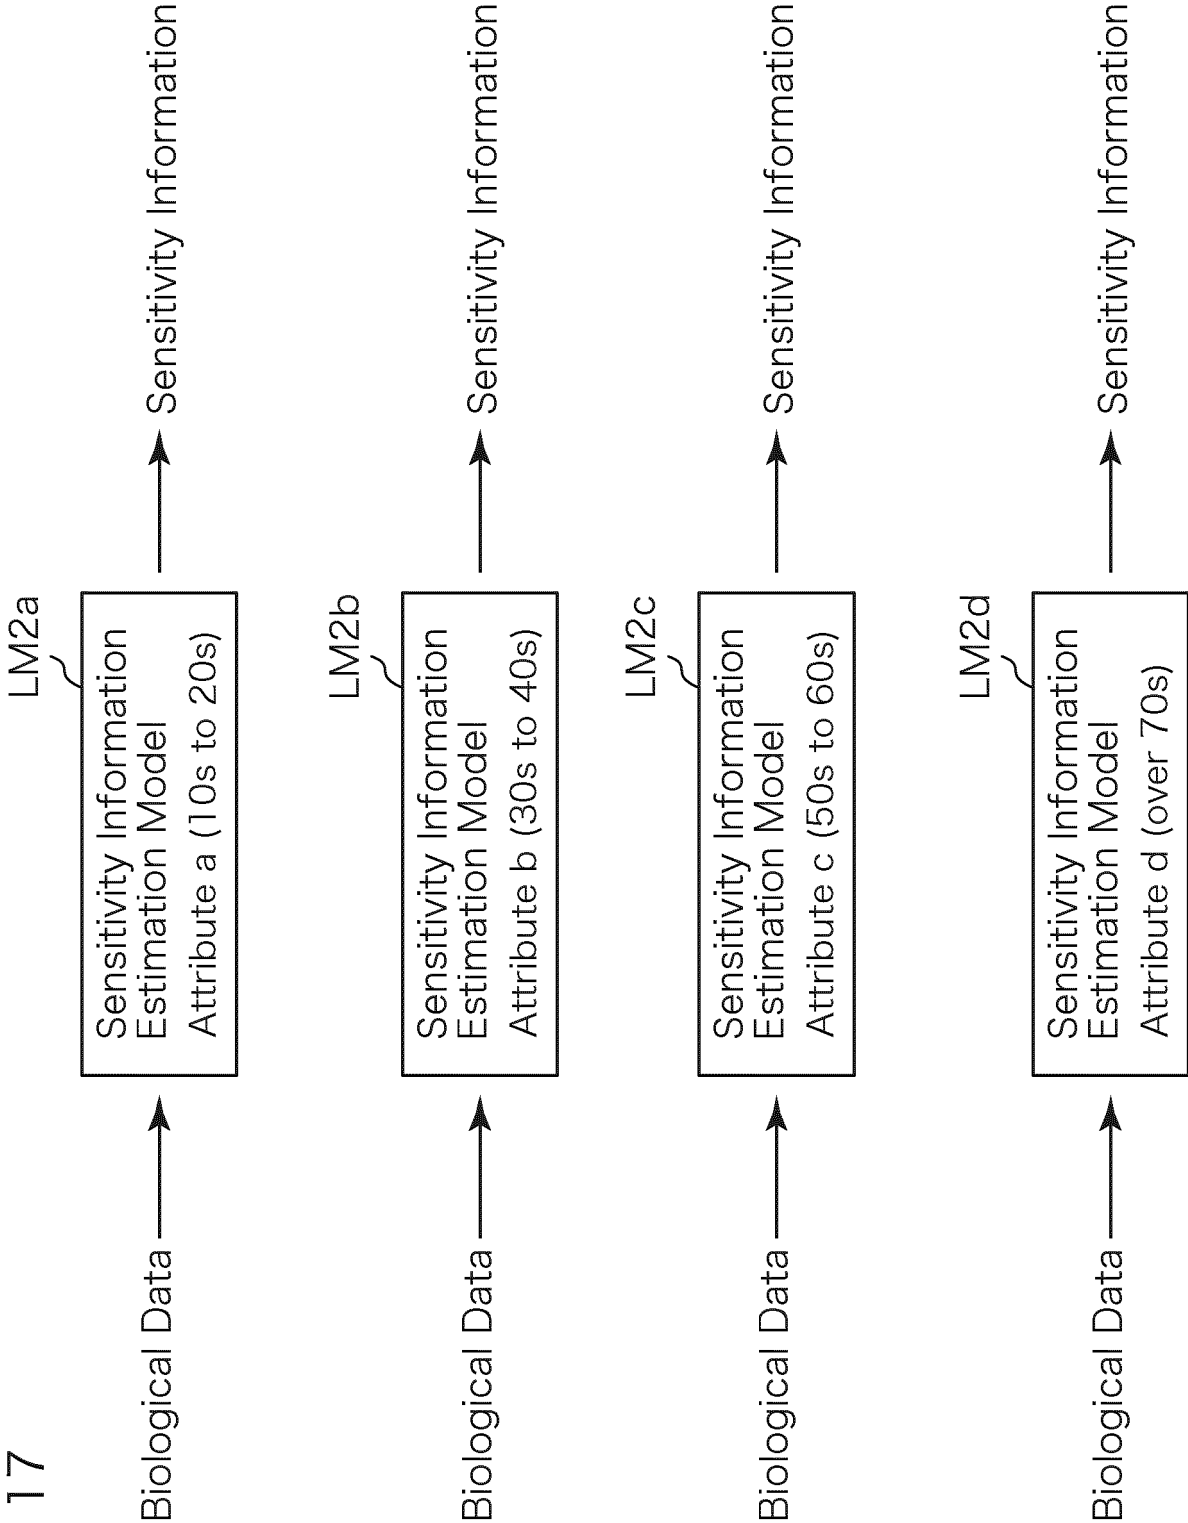 17
LM2a
Biological Data
Sensitivity Information
Estimation Model
Attribute a (10s to 20s)
Sensitivity Information
LM2b
Biological Data
Sensitivity Information
Estimation Model
Attribute b (30s to 40s)
Sensitivity Information
LM2c
Biological Data
Sensitivity Information
Estimation Model
Attribute c (50s to 60s)
Sensitivity Information
LM2d
Biological Data
Sensitivity Information
Estimation Model
Attribute d (over 70s)
Sensitivity Information